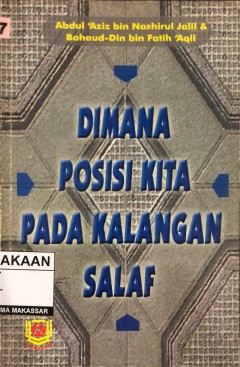 7
Abdul 'Aziz bin Nashirul Jalil &
Bahaud-Din bin Fatih 'Aqil
DIMANA
POSISI KITA
PADA KALANGAN
SALAF
AKAAN
MA MAKASSAR